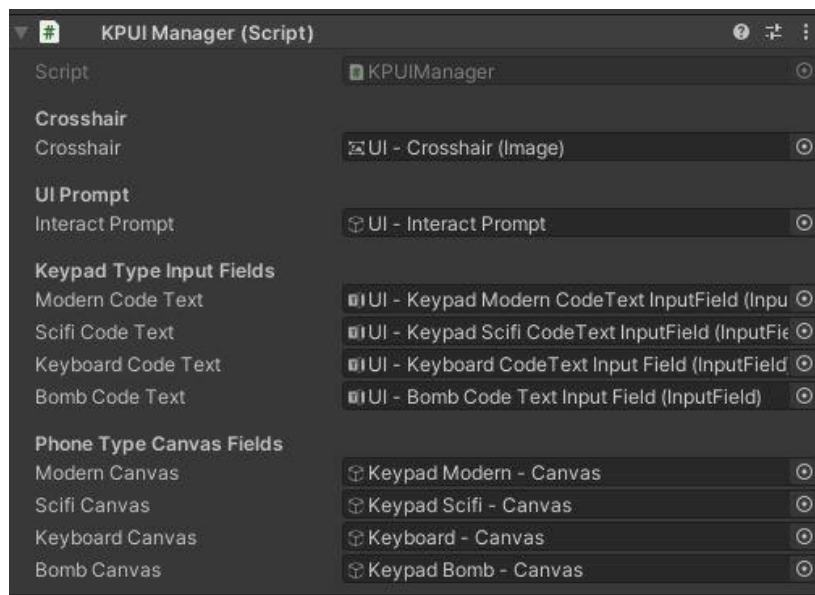 KPUI Manager (Script)
Script KPUIManager
Crosshair
Crosshair UI - Crosshair (Image)
UI Prompt
Interact Prompt UI - Interact Prompt
Keypad Type Input Fields
Modern Code Text UI - Keypad Modern CodeText InputField (Inpu
Scifi Code Text UI - Keypad Scifi CodeText InputField (InputFie
Keyboard Code Text UI - Keyboard CodeText Input Field (InputField
Bomb Code Text UI - Bomb Code Text Input Field (InputField)
Phone Type Canvas Fields
Modern Canvas Keypad Modern - Canvas
Scifi Canvas Keypad Scifi - Canvas
Keyboard Canvas Keyboard - Canvas
Bomb Canvas Keypad Bomb - Canvas